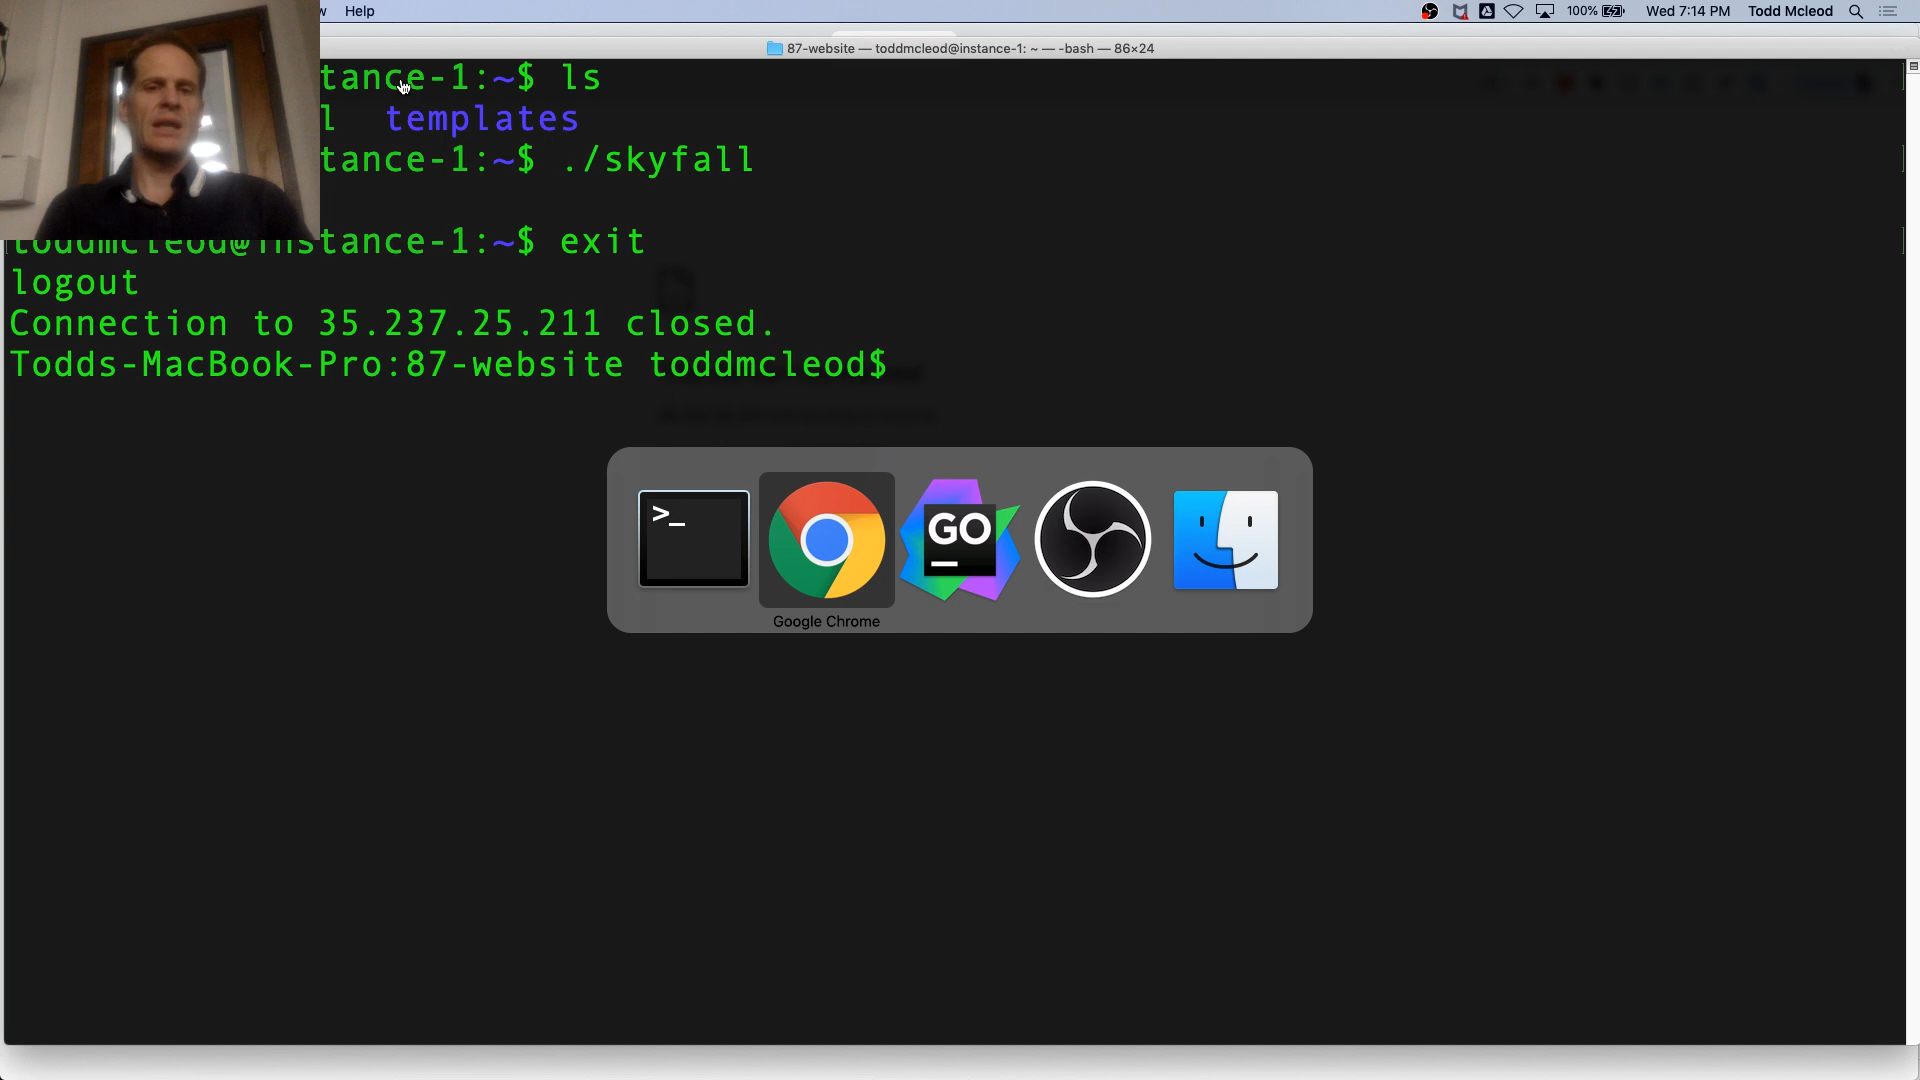 Help
100%
Wed 7:14 PM
Todd Mcleod
87-website — toddmcleod@instance-1: ~ — -bash — 86×24
tance-1:~$ ls
l templates
tance-1:~$ ./skyfall
toddmcleod@instance-1:~$ exit
logout
Connection to 35.237.25.211 closed.
Todds-MacBook-Pro:87-website toddmcleod$
>_
GO
Google Chrome